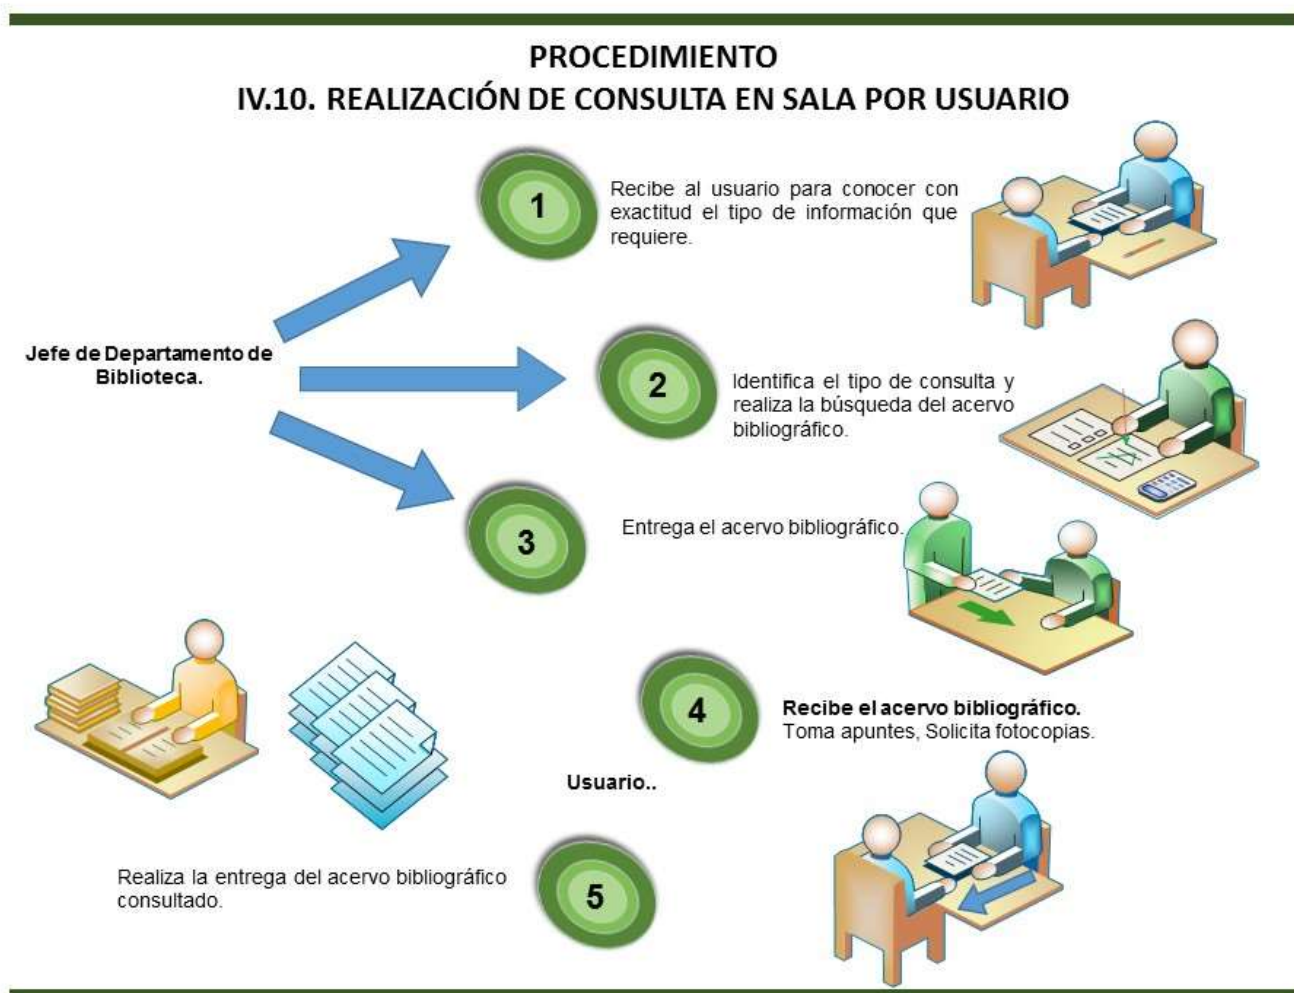 PROCEDIMIENTO
IV.10. REALIZACIÓN DE CONSULTA EN SALA POR USUARIO
1
Recibe al usuario para conocer con
exactitud el tipo de información que
requiere.
Jefe de Departamento de
Biblioteca.
2
Identifica el tipo de consulta y
realiza la búsqueda del acervo
bibliográfico.
3
Entrega el acervo bibliográfico.
4
Recibe el acervo bibliográfico.
Toma apuntes, Solicita fotocopias.
Usuario..
5
Realiza la entrega del acervo bibliográfico
consultado.